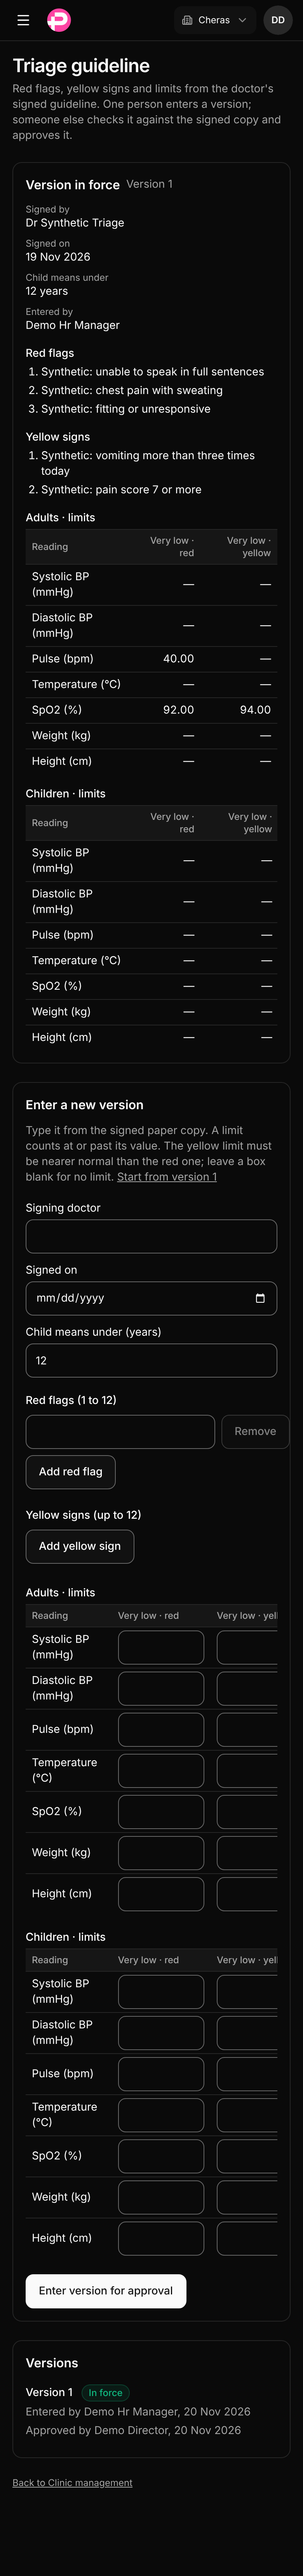 Cheras
DD
Triage guideline
Red flags, yellow signs and limits from the doctor's
signed guideline. One person enters a version;
someone else checks it against the signed copy and
approves it.
Version in force Version 1
Signed by
Dr Synthetic Triage
Signed on
19 Nov 2026
Child means under
12 years
Entered by
Demo Hr Manager
Red flags
1. Synthetic: unable to speak in full sentences
2. Synthetic: chest pain with sweating
3. Synthetic: fitting or unresponsive
Yellow signs
1. Synthetic: vomiting more than three times
today
2. Synthetic: pain score 7 or more
Adults · limits
Reading Very low · red Very low · yellow
Systolic BP (mmHg) — —
Diastolic BP (mmHg) — —
Pulse (bpm) 40.00 —
Temperature (°C) — —
SpO2 (%) 92.00 94.00
Weight (kg) — —
Height (cm) — —
Children · limits
Reading Very low · red Very low · yellow
Systolic BP (mmHg) — —
Diastolic BP (mmHg) — —
Pulse (bpm) — —
Temperature (°C) — —
SpO2 (%) — —
Weight (kg) — —
Height (cm) — —
Enter a new version
Type it from the signed paper copy. A limit
counts at or past its value. The yellow limit must
be nearer normal than the red one; leave a box
blank for no limit. Start from version 1
Signing doctor
Signed on
mm/dd/yyyy
Child means under (years)
12
Red flags (1 to 12)
Remove
Add red flag
Yellow signs (up to 12)
Add yellow sign
Adults · limits
Reading Very low · red Very low · yell
Systolic BP
(mmHg)
Diastolic BP
(mmHg)
Pulse (bpm)
Temperature
(°C)
SpO2 (%)
Weight (kg)
Height (cm)
Children · limits
Reading Very low · red Very low · yell
Systolic BP
(mmHg)
Diastolic BP
(mmHg)
Pulse (bpm)
Temperature
(°C)
SpO2 (%)
Weight (kg)
Height (cm)
Enter version for approval
Versions
Version 1 In force
Entered by Demo Hr Manager, 20 Nov 2026
Approved by Demo Director, 20 Nov 2026
Back to Clinic management